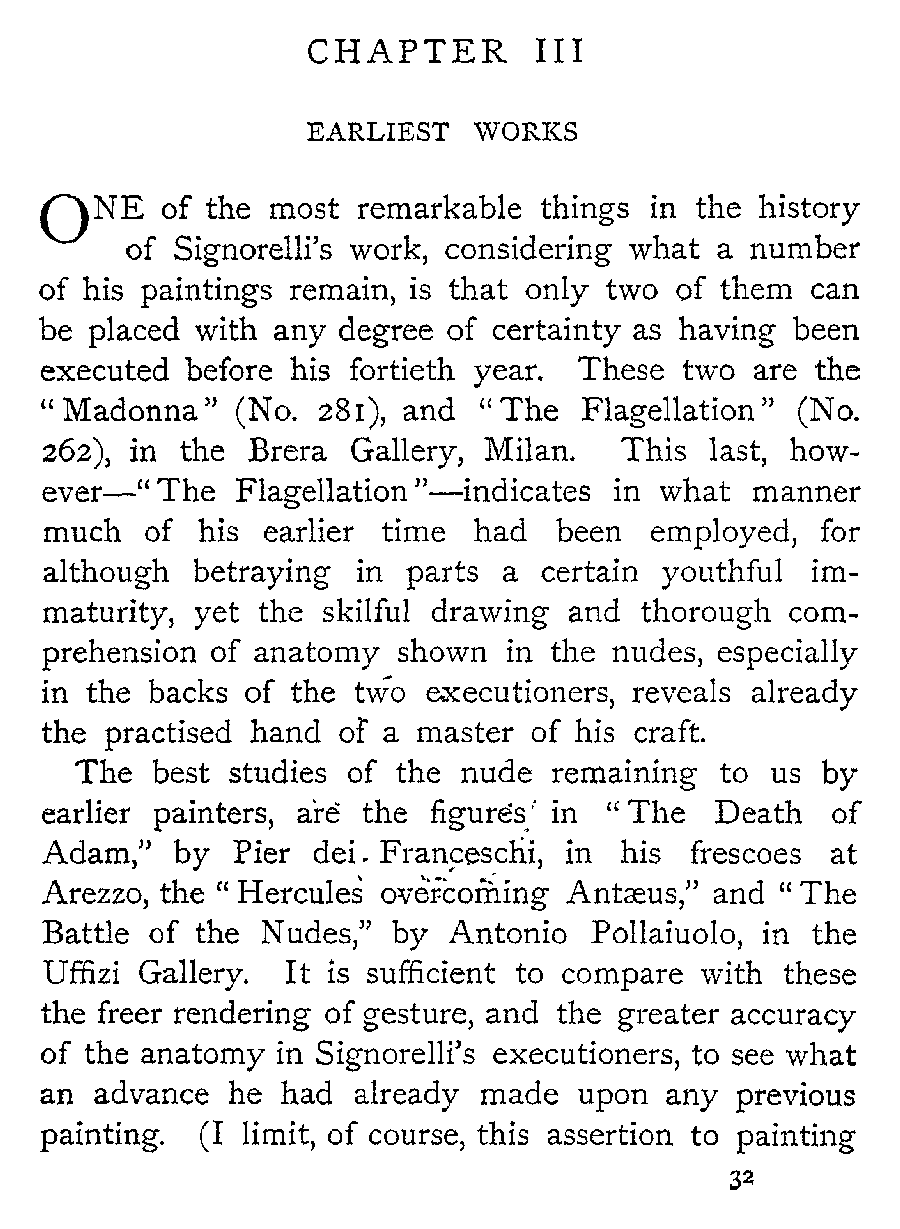 CHAPTER III
EARLIEST WORKS
ONE of the most remarkable things in the history
of Signorelli's work, considering what a number
of his paintings remain, is that only two of them can
be placed with any degree of certainty as having been
executed before his fortieth year. These two are the
"Madonna" (No. 281), and "The Flagellation" (No.
262), in the Brera Gallery, Milan. This last, how-
ever—"The Flagellation"—indicates in what manner
much of his earlier time had been employed, for
although betraying in parts a certain youthful im-
maturity, yet the skilful drawing and thorough com-
prehension of anatomy shown in the nudes, especially
in the backs of the two executioners, reveals already
the practised hand of a master of his craft.
The best studies of the nude remaining to us by
earlier painters, are the figures in "The Death of
Adam," by Pier dei Franceschi, in his frescoes at
Arezzo, the "Hercules overcoming Antæus," and "The
Battle of the Nudes," by Antonio Pollaiuolo, in the
Uffizi Gallery. It is sufficient to compare with these
the freer rendering of gesture, and the greater accuracy
of the anatomy in Signorelli's executioners, to see what
an advance he had already made upon any previous
painting. (I limit, of course, this assertion to painting
32